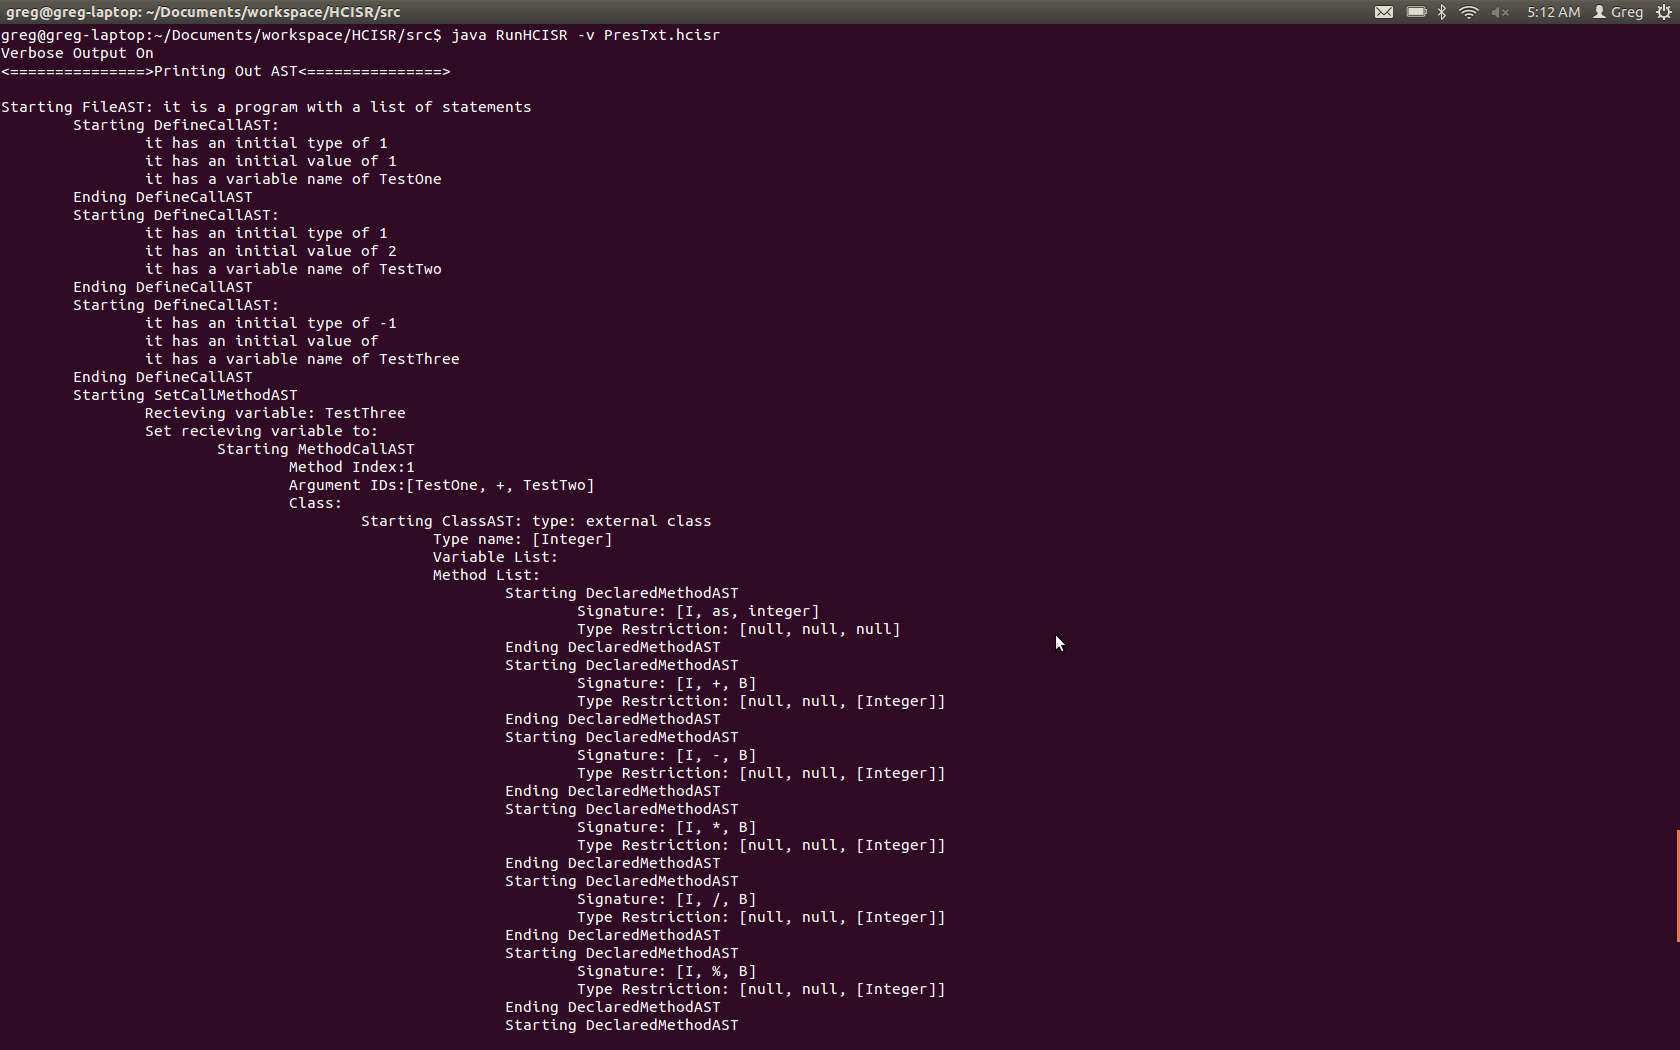 greg@greg-laptop: ~/Documents/workspace/HCISR/src 5:12 AM Greg
greg@greg-laptop:~/Documents/workspace/HCISR/src$ java RunHCISR -v PresTxt.hcisr
Verbose Output On
<===============>Printing Out AST<===============>
Starting FileAST: it is a program with a list of statements
Starting DefineCallAST:
it has an initial type of 1
it has an initial value of 1
it has a variable name of TestOne
Ending DefineCallAST
Starting DefineCallAST:
it has an initial type of 1
it has an initial value of 2
it has a variable name of TestTwo
Ending DefineCallAST
Starting DefineCallAST:
it has an initial type of -1
it has an initial value of
it has a variable name of TestThree
Ending DefineCallAST
Starting SetCallMethodAST
Recieving variable: TestThree
Set recieving variable to:
Starting MethodCallAST
Method Index:1
Argument IDs:[TestOne, +, TestTwo]
Class:
Starting ClassAST: type: external class
Type name: [Integer]
Variable List:
Method List:
Starting DeclaredMethodAST
Signature: [I, as, integer]
Type Restriction: [null, null, null]
Ending DeclaredMethodAST
Starting DeclaredMethodAST
Signature: [I, +, B]
Type Restriction: [null, null, [Integer]]
Ending DeclaredMethodAST
Starting DeclaredMethodAST
Signature: [I, -, B]
Type Restriction: [null, null, [Integer]]
Ending DeclaredMethodAST
Starting DeclaredMethodAST
Signature: [I, *, B]
Type Restriction: [null, null, [Integer]]
Ending DeclaredMethodAST
Starting DeclaredMethodAST
Signature: [I, /, B]
Type Restriction: [null, null, [Integer]]
Ending DeclaredMethodAST
Starting DeclaredMethodAST
Signature: [I, %, B]
Type Restriction: [null, null, [Integer]]
Ending DeclaredMethodAST
Starting DeclaredMethodAST